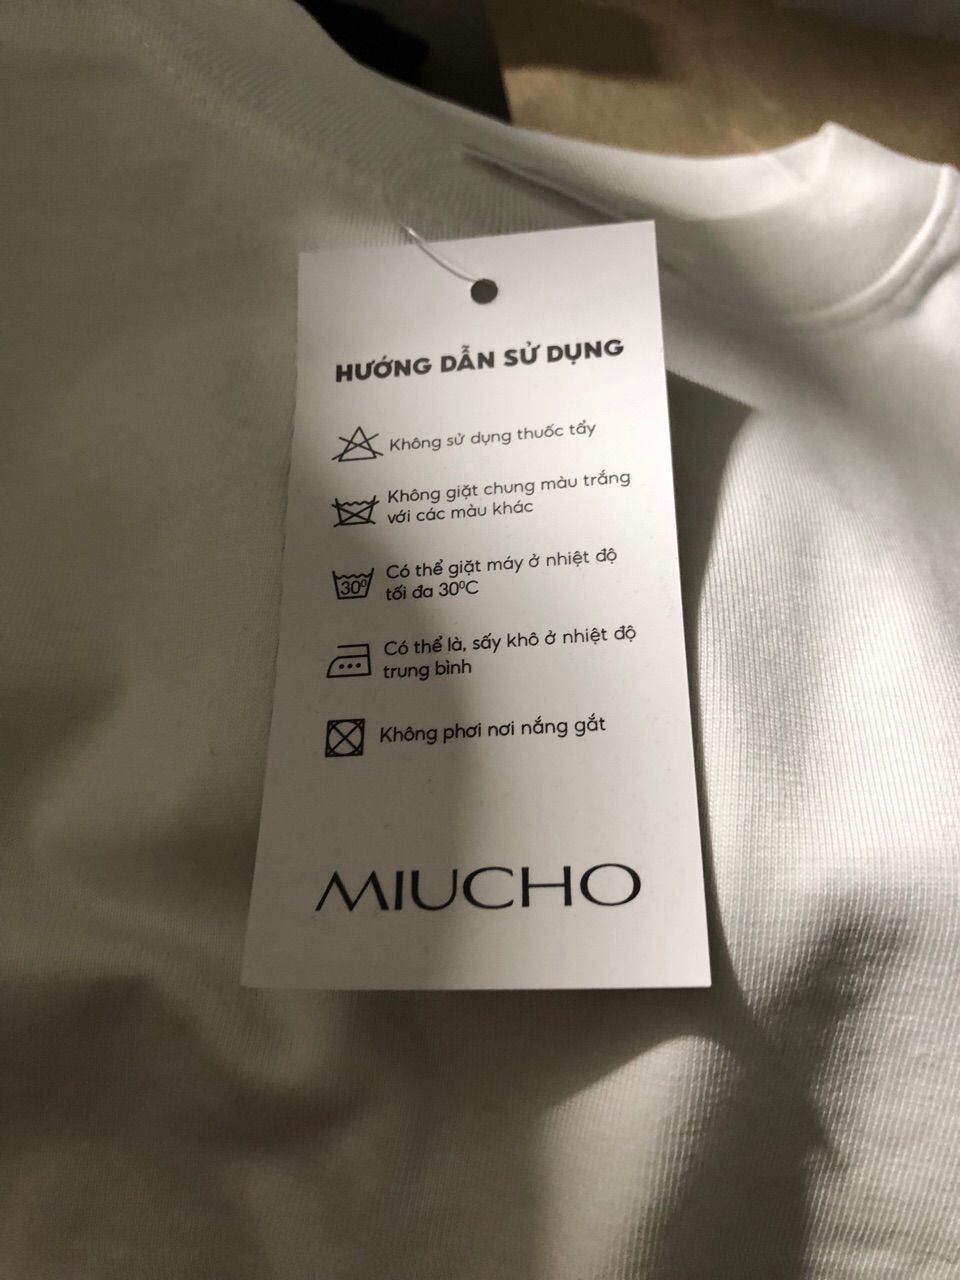 HƯỚNG DẪN SỬ DỤNG
Không sử dụng thuốc tẩy
Không giặt chung màu trắng
với các màu khác
30⁰
Có thể giặt máy ở nhiệt độ
tối đa 30⁰C
Có thể là, sấy khô ở nhiệt độ
trung bình
Không phơi nơi nắng gắt
MIUCHO